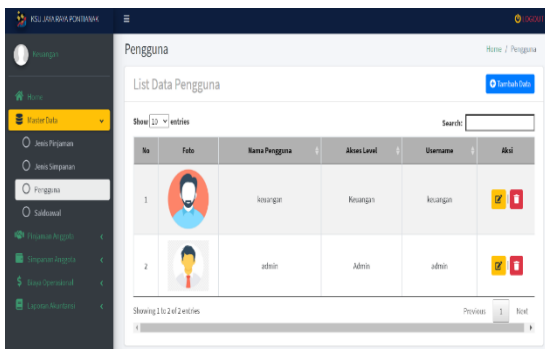 KSU JAYA RAYA PONTIANAK
LOGOUT
Keuangan
Home
Master Data
Jenis Pinjaman
Jenis Simpanan
Pengguna
Saldoawal
Pinjaman Anggota
Simpanan Anggota
Biaya Operasional
Laporan Akuntansi
Pengguna
Home / Pengguna
List Data Pengguna
Tambah Data
Show 10 entries
Search:
No Foto Nama Pengguna Akses Level Username Aksi
1 keuangan Keuangan keuangan
2 admin Admin admin
Showing 1 to 2 of 2 entries
Previous 1 Next